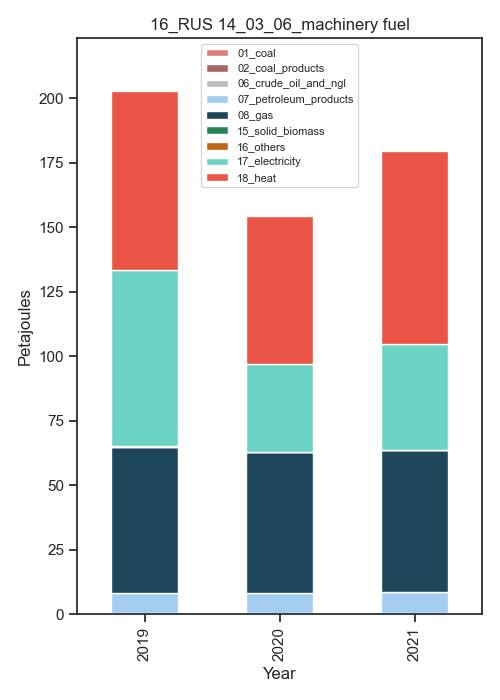 16_RUS 14_03_06_machinery fuel
01_coal
02_coal_products
06_crude_oil_and_ngl
07_petroleum_products
08_gas
15_solid_biomass
16_others
17_electricity
18_heat
Petajoules
200
175
150
125
100
75
50
25
0
2019
2020
2021
Year